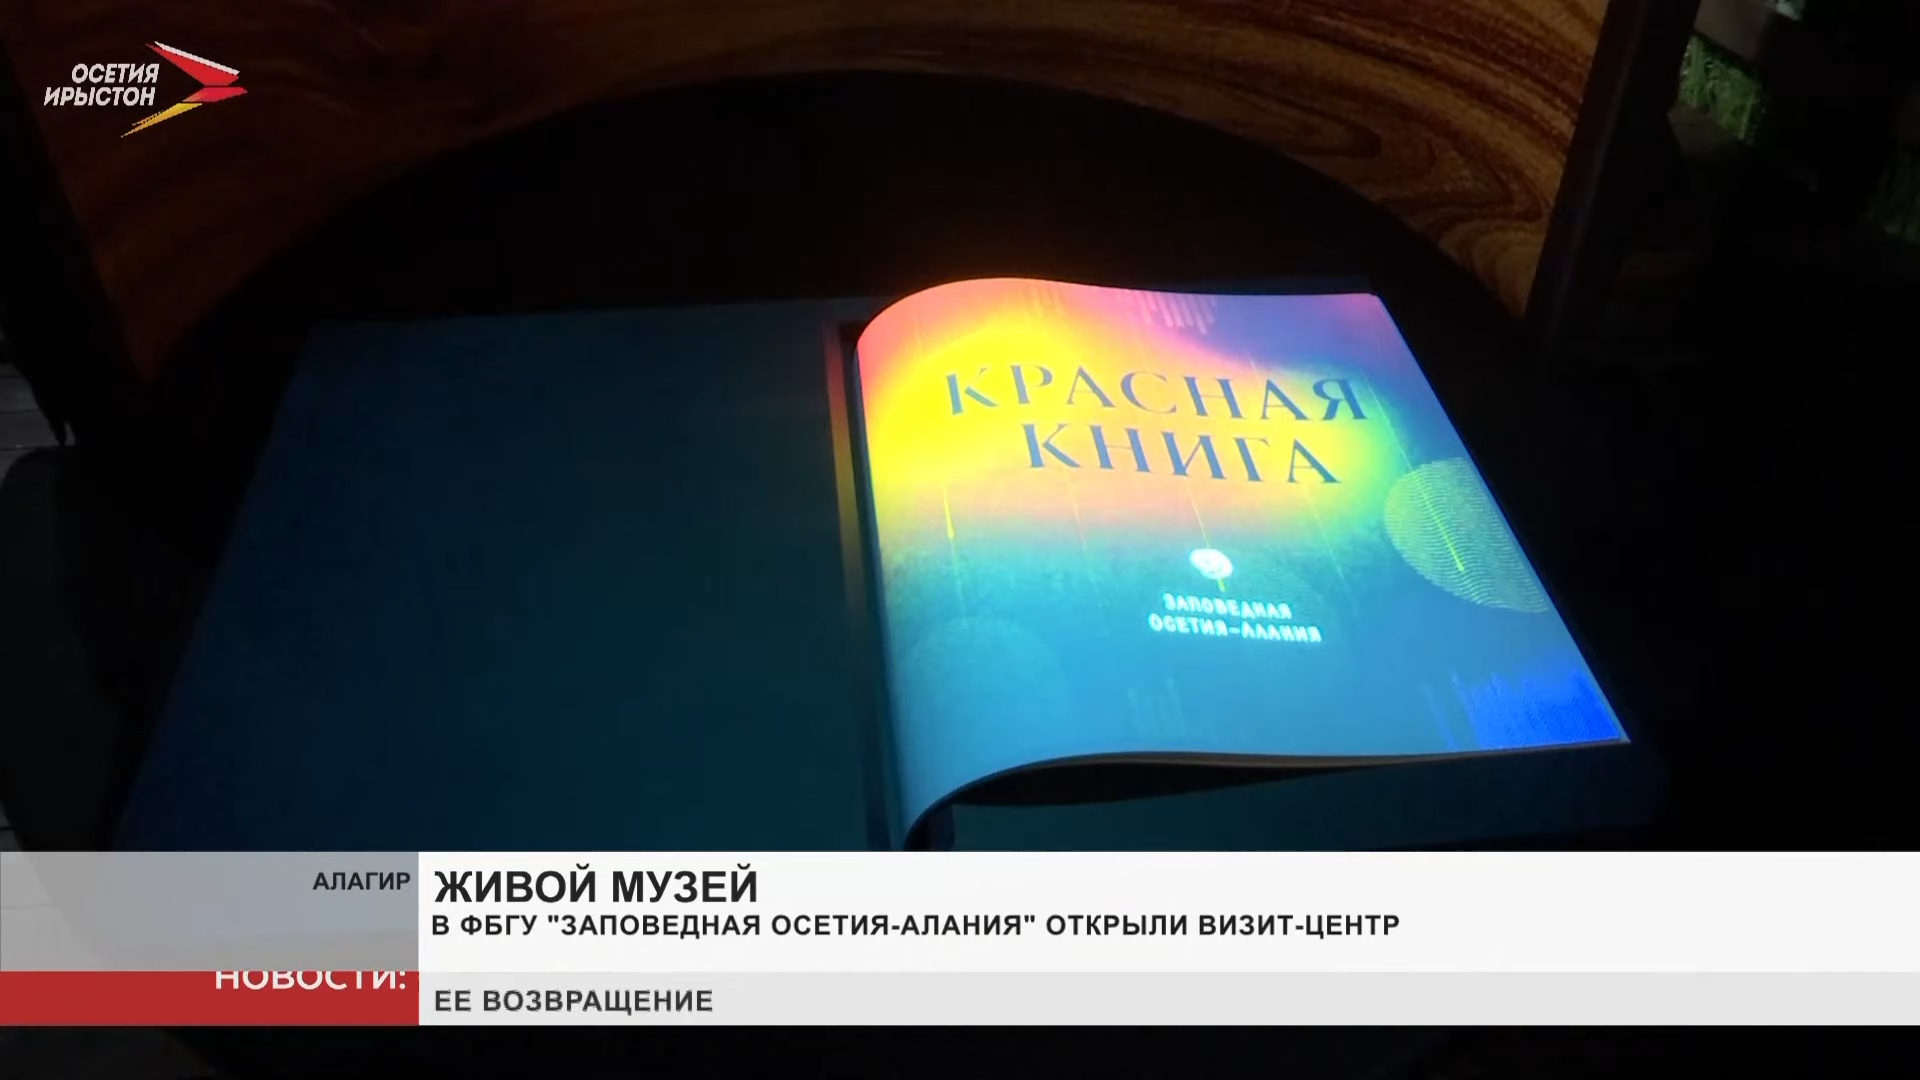 ОСЕТИЯ
ИРЫСТОН
КРАСНАЯ
КНИГА
ЗАПОВЕДНАЯ
ОСЕТИЯ-АЛАНИЯ
АЛАГИР
ЖИВОЙ МУЗЕЙ
В ФБГУ "ЗАПОВЕДНАЯ ОСЕТИЯ-АЛАНИЯ" ОТКРЫЛИ ВИЗИТ-ЦЕНТР
НОВОСТИ:
ЕЕ ВОЗВРАЩЕНИЕ